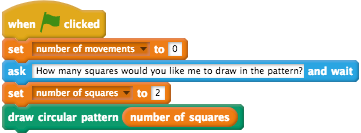 when clicked
set number of movements to 0
ask How many squares would you like me to draw in the pattern? and wait
set number of squares to 2
draw circular pattern number of squares